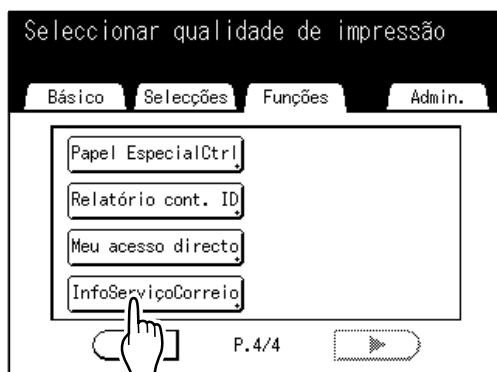 Seleccionar qualidade de impressão
Básico Selecções Funções Admin.
Papel EspecialCtrl
Relatório cont. ID
Meu acesso directo
InfoServiçoCorreio
P.4/4